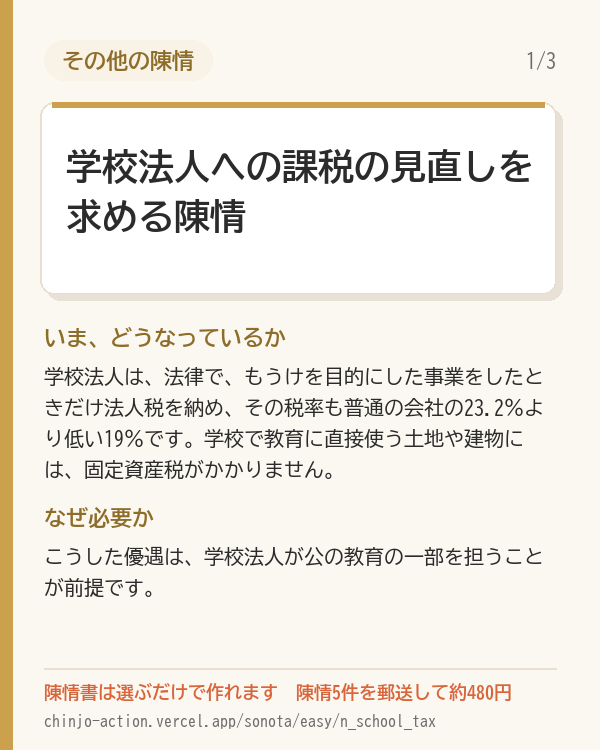 その他の陳情
1/3
学校法人への課税の見直しを
求める陳情
いま、どうなっているか
学校法人は、法律で、もうけを目的にした事業をしたと
きだけ法人税を納め、その税率も普通の会社の23.2%よ
り低い19%です。学校で教育に直接使う土地や建物に
は、固定資産税がかかりません。
なぜ必要か
こうした優遇は、学校法人が公の教育の一部を担うこと
が前提です。
陳情書は選ぶだけで作れます　陳情5件を郵送して約480円
chinjo-action.vercel.app/sonota/easy/n_school_tax